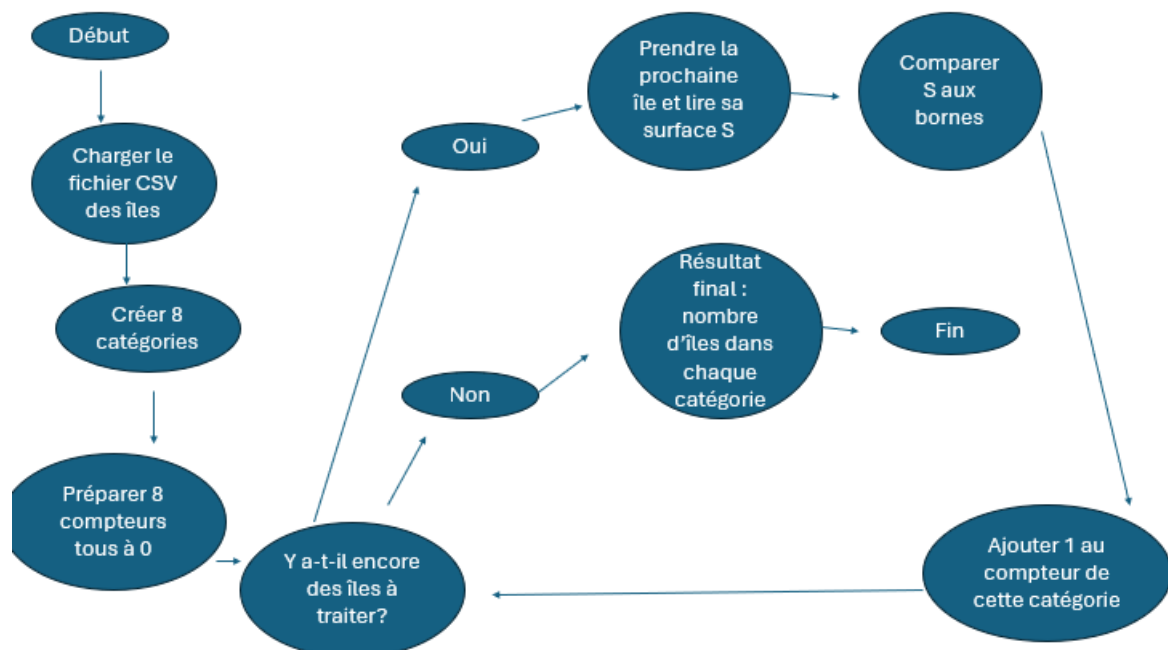 Début
Charger le
fichier CSV
des îles
Créer 8
catégories
Préparer 8
compteurs
tous à 0
Y a-t-il encore
des îles à
traiter?
Oui
Prendre la
prochaine
île et lire sa
surface S
Comparer
S aux
bornes
Ajouter 1 au
compteur de
cette catégorie
Non
Résultat
final :
nombre
d'îles dans
chaque
catégorie
Fin